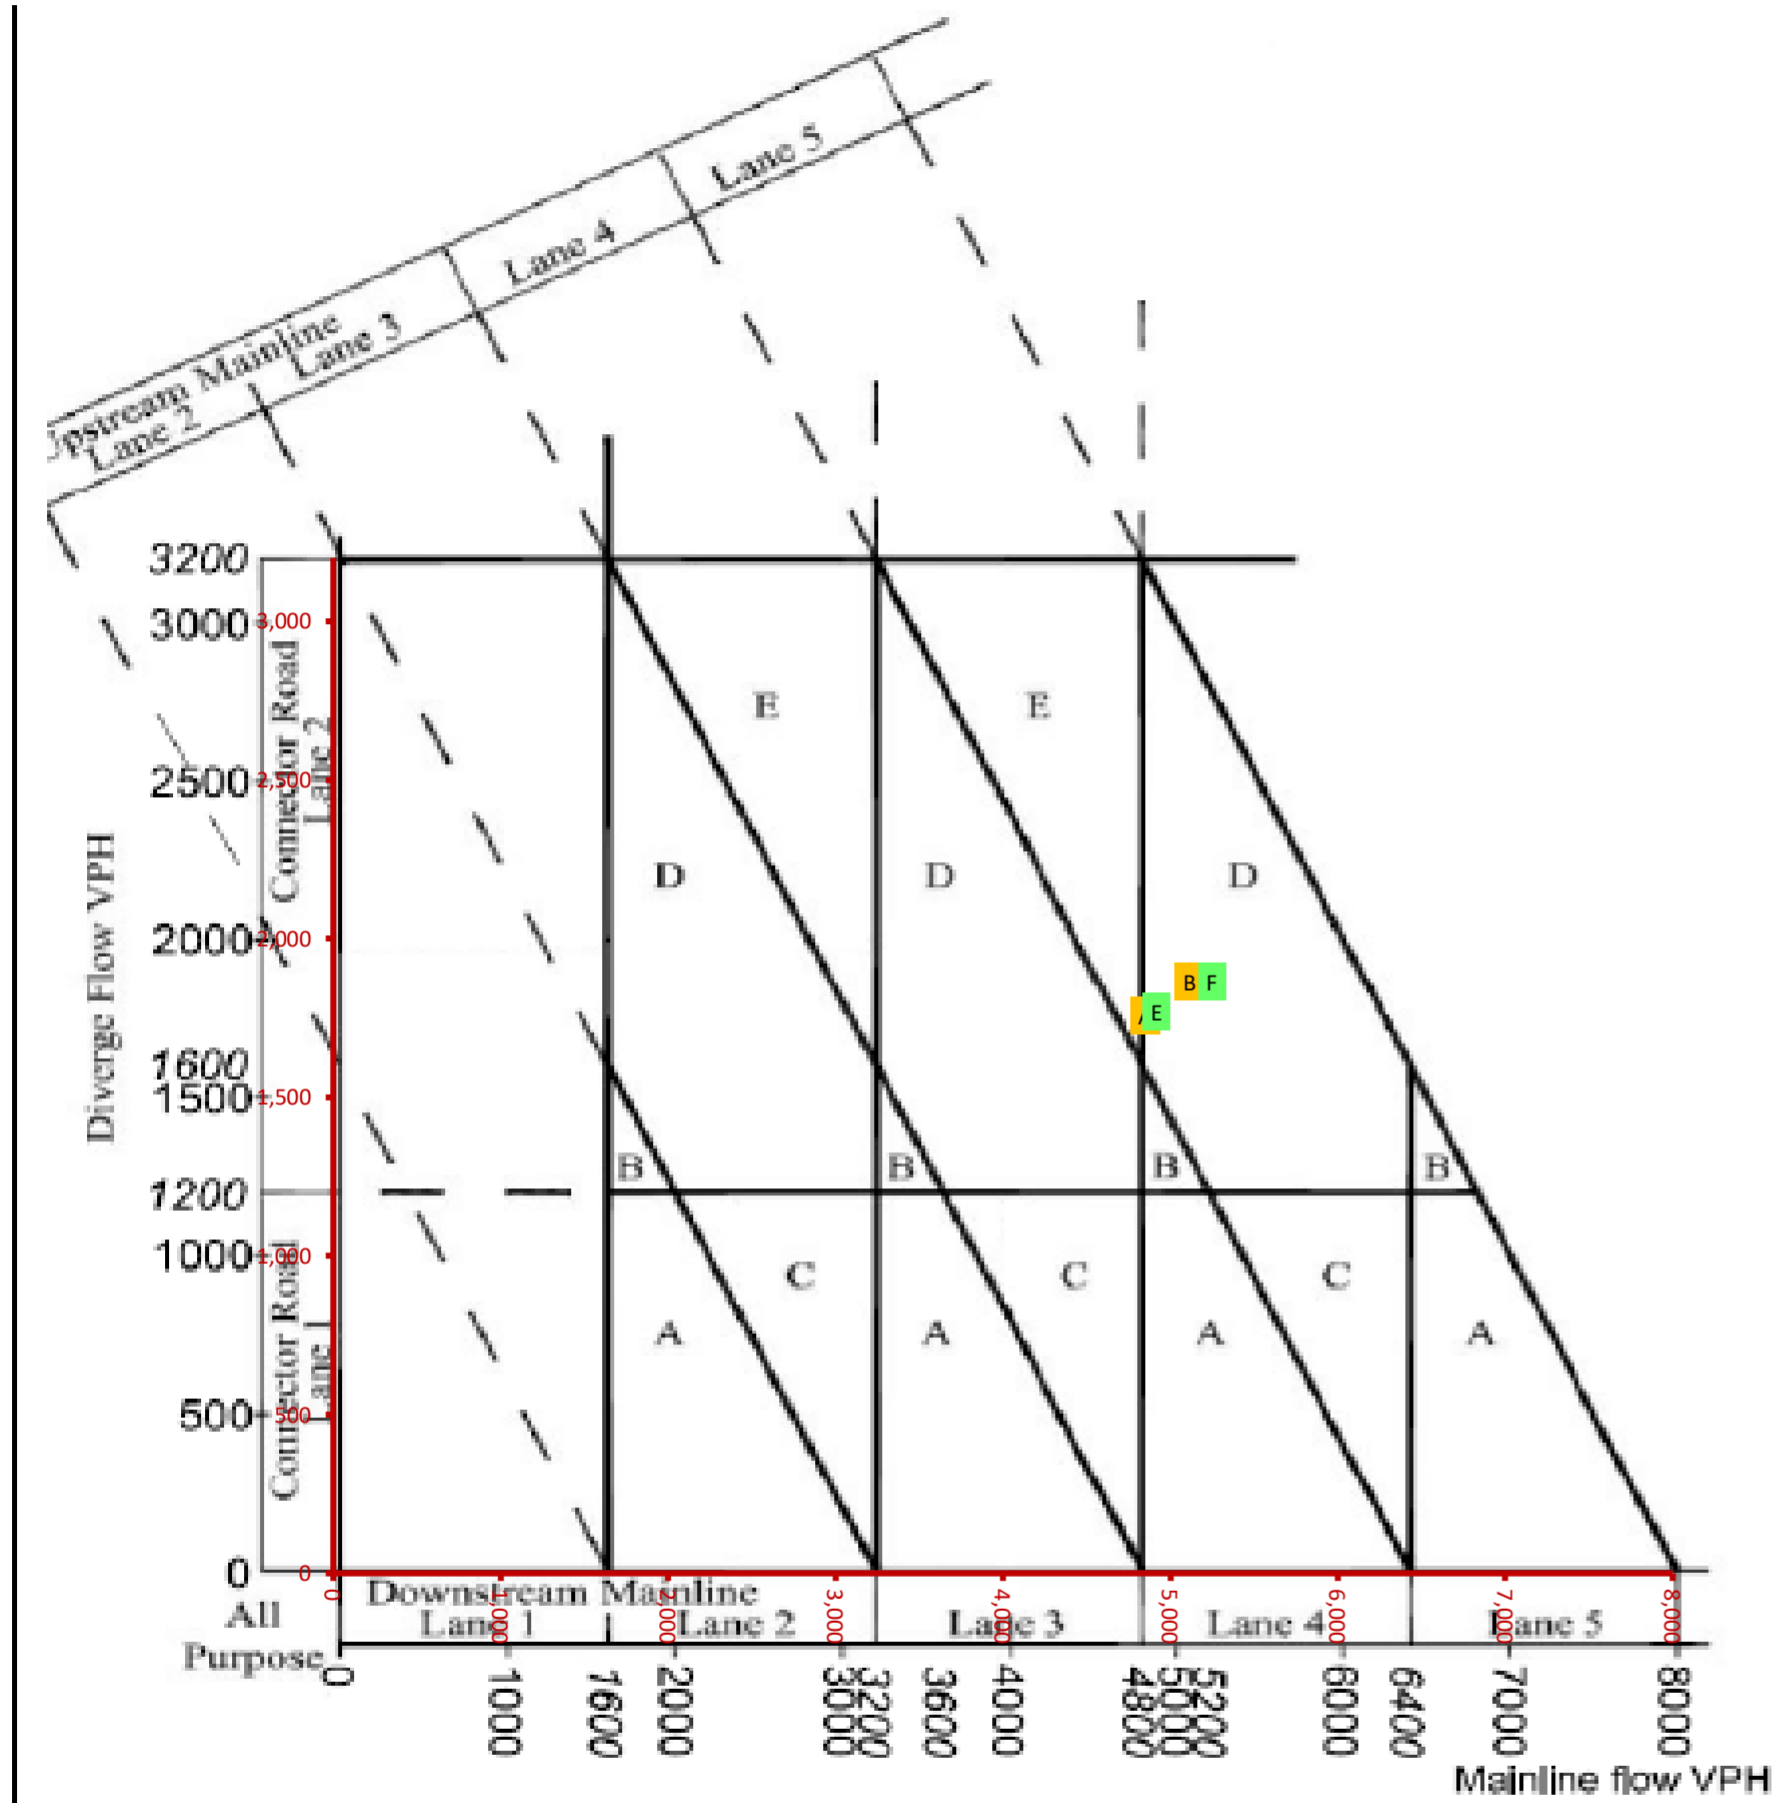 Lane 5
Lane 4
Upstream Mainline
Lane 3
Lane 2
3200
3000
3,000
2500
2,500
2000
2,000
1600
1500
1,500
1200
1000
1,000
500
500
0
0
Diverge Flow VPH
Connector Road
Lane 2
Connector Road
Lane 1
E
E
D
D
D
B
F
E
B
B
B
B
C
C
C
A
A
A
A
0
1,000
2,000
3,000
4,000
5,000
6,000
7,000
8,000
Downstream Mainline
All
Purpose
Lane 1
Lane 2
Lane 3
Lane 4
Lane 5
0
1000
1600
2000
3000
3200
3600
4000
4800
5000
5200
6000
6400
7000
8000
Mainline flow VPH